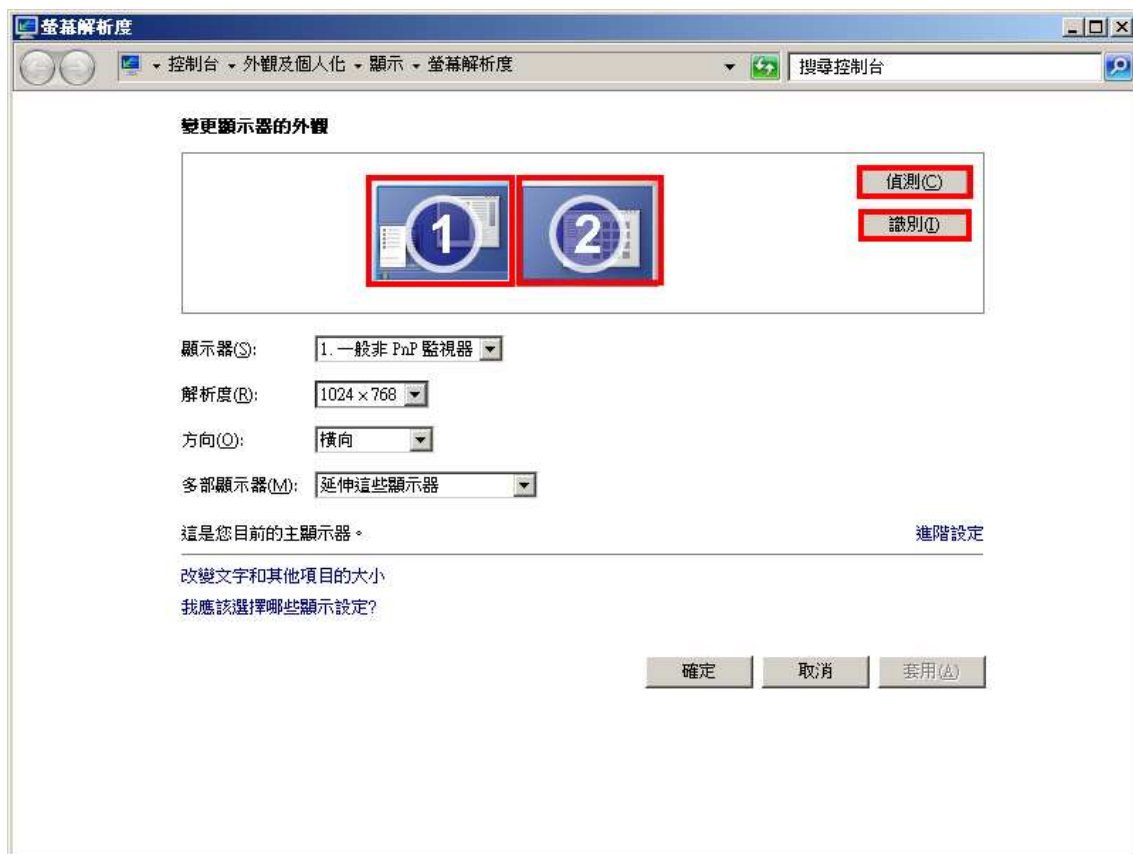 螢幕解析度
控制台 外觀及個人化 顯示 螢幕解析度 搜尋控制台
變更顯示器的外觀
1 2
偵測(C)
識別(I)
顯示器(S): 1. 一般非 PnP 監視器
解析度(R): 1024 × 768
方向(O): 橫向
多部顯示器(M): 延伸這些顯示器
這是您目前的主顯示器。 進階設定
改變文字和其他項目的大小
我應該選擇哪些顯示設定?
確定 取消 套用(A)